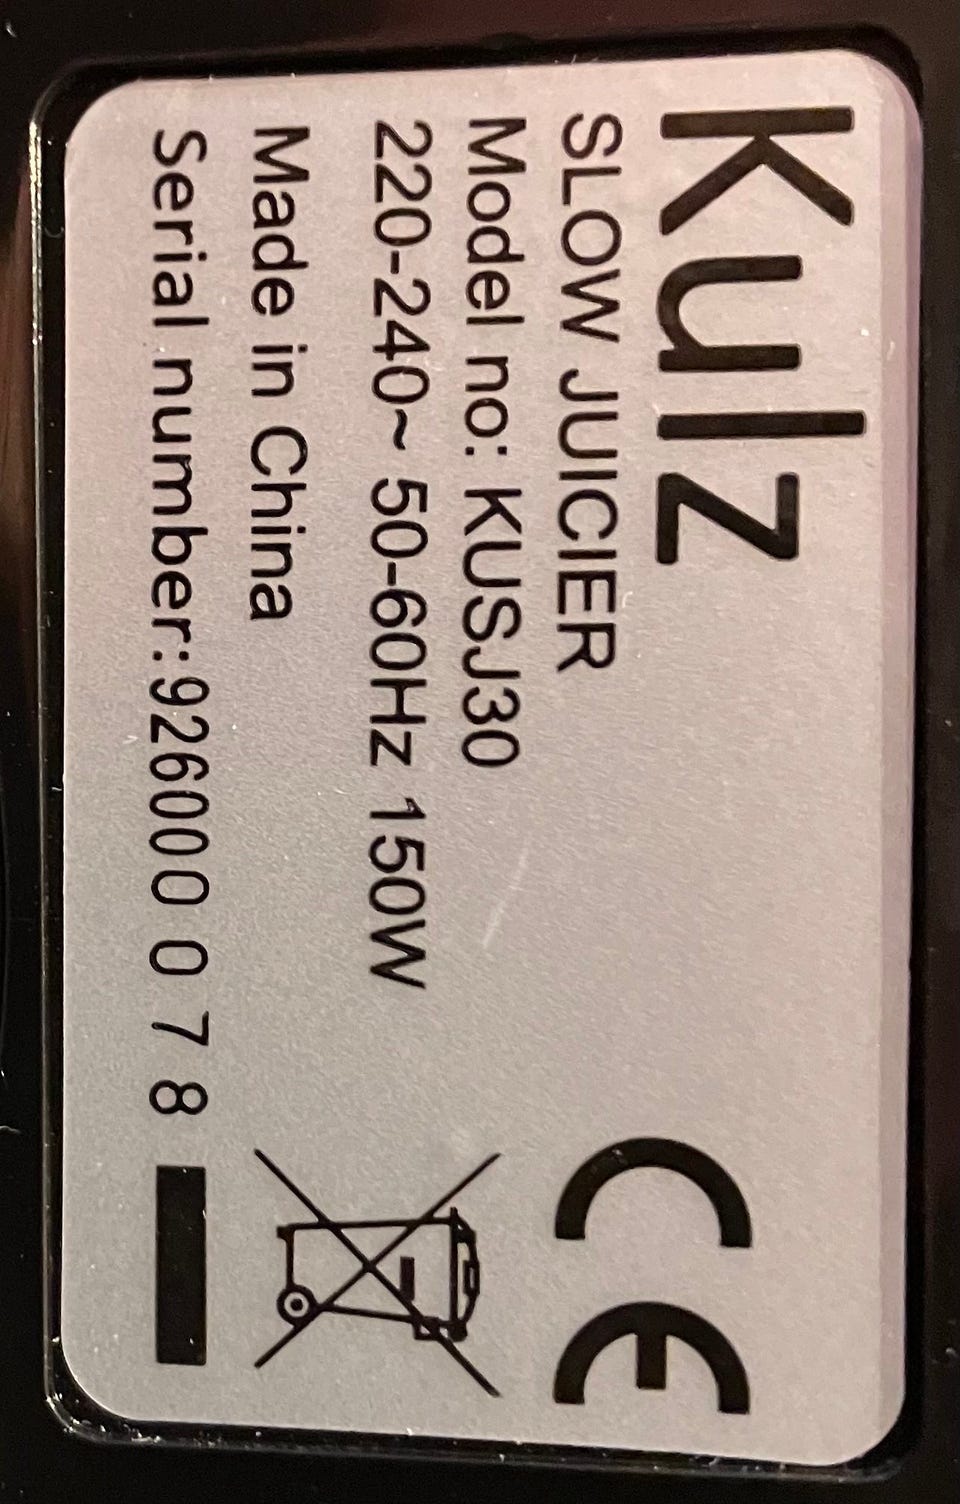 Kulz
SLOW JUICIER
Model no: KUSJ30
220-240~ 50-60Hz 150W
Made in China
Serial number:926000 0 7 8
CE